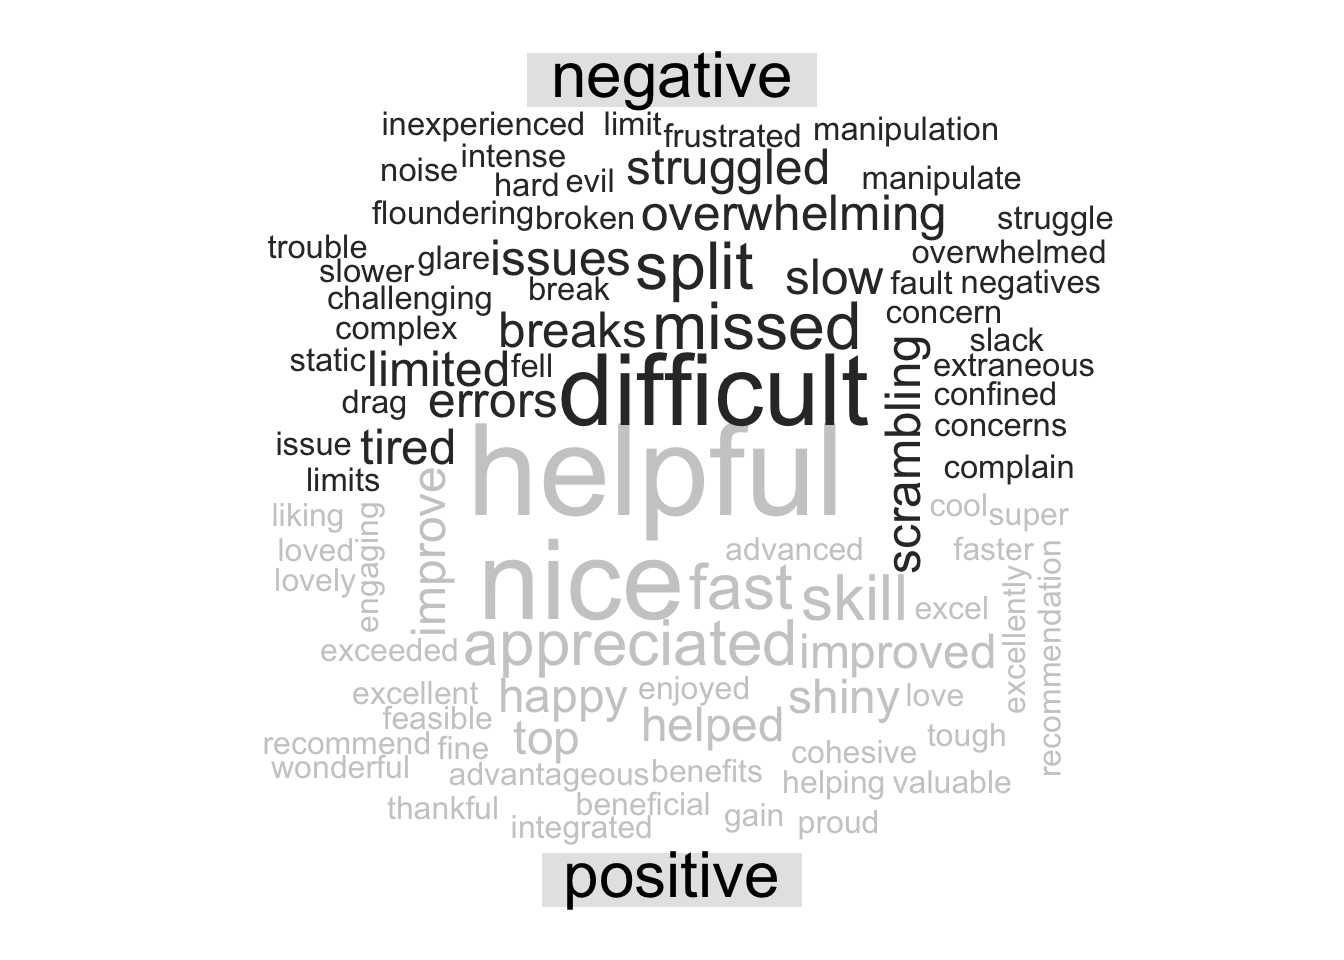 negative
inexperienced limit frustrated manipulation
noise intense hard evil struggled manipulate
floundering broken overwhelming struggle
trouble slower glare issues split slow overwhelmed
challenging break fault negatives
complex breaks missed concern slack
static limited fell difficult scrambling extraneous
drag errors confined
issue tired helpful concerns
limits improve complain
liking engaging cool super
loved nice advanced faster
lovely fast skill excel excellently recommendation
exceeded appreciated improved
excellent happy enjoyed shiny love
feasible helped
recommend fine top cohesive tough
wonderful advantageous benefits helping valuable
thankful beneficial gain proud
integrated
positive